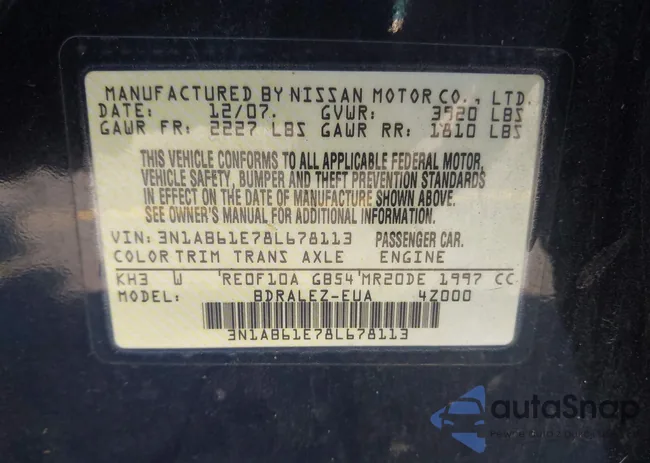 MANUFACTURED BY NISSAN MOTOR CO., LTD.
DATE: 12/07. GVWR: 3920 LBS
GAWR FR: 2227 LBS GAWR RR: 1810 LBS
THIS VEHICLE CONFORMS TO ALL APPLICABLE FEDERAL MOTOR,
VEHICLE SAFETY, BUMPER AND THEFT PREVENTION STANDARDS
IN EFFECT ON THE DATE OF MANUFACTURE SHOWN ABOVE.
SEE OWNER'S MANUAL FOR ADDITIONAL INFORMATION.
VIN: 3N1AB61E78L678113 PASSENGER CAR.
COLOR TRIM TRANS AXLE ENGINE
KH3 W 'RE0F10A GB54'MR20DE 1997 CC
MODEL: BDRALEZ-EUA 4Z000
3N1AB61E78L678113
autaSnap